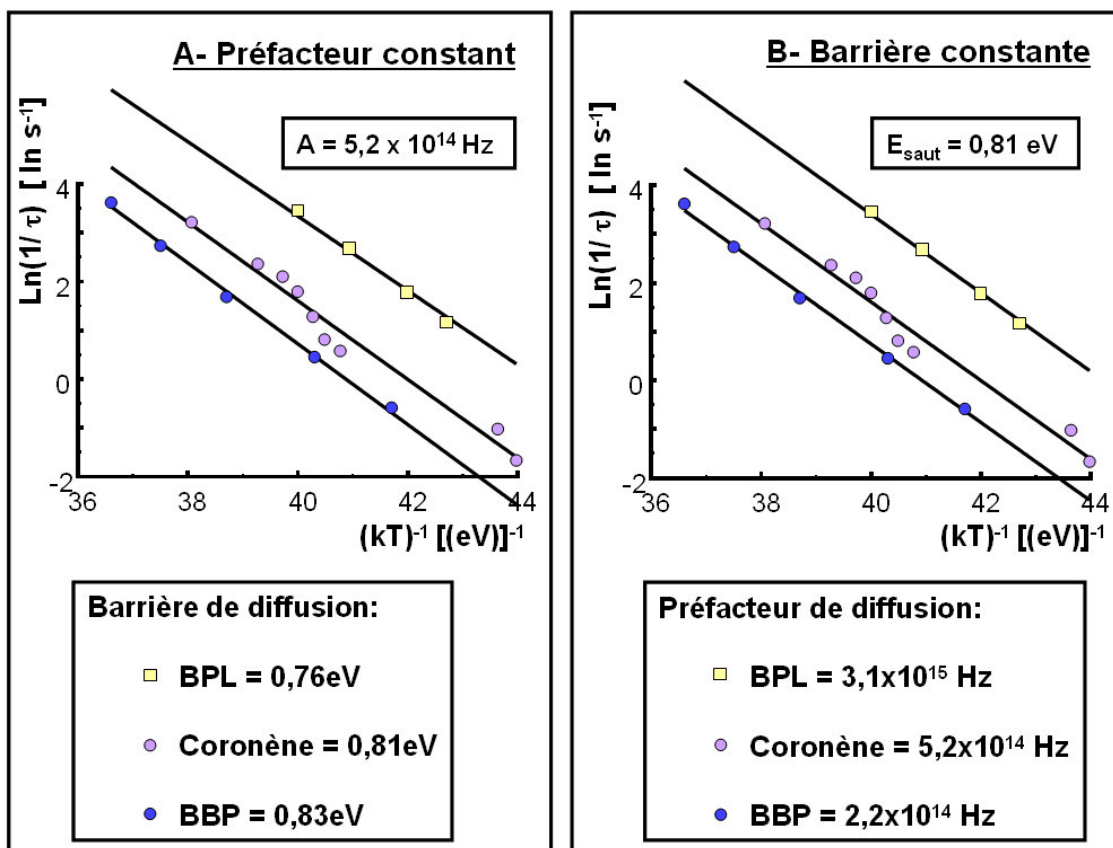 A- Préfacteur constant
A = 5,2 x 10¹⁴ Hz
Ln(1/ τ) [ ln s⁻¹]
4
2
0
-2
36
38
40
42
44
(kT)⁻¹ [(eV)]⁻¹
Barrière de diffusion:
BPL = 0,76eV
Coronène = 0,81eV
BBP = 0,83eV
B- Barrière constante
E_saut = 0,81 eV
Ln(1/ τ) [ ln s⁻¹]
4
2
0
-2
36
38
40
42
44
(kT)⁻¹ [(eV)]⁻¹
Préfacteur de diffusion:
BPL = 3,1x10¹⁵ Hz
Coronène = 5,2x10¹⁴ Hz
BBP = 2,2x10¹⁴ Hz